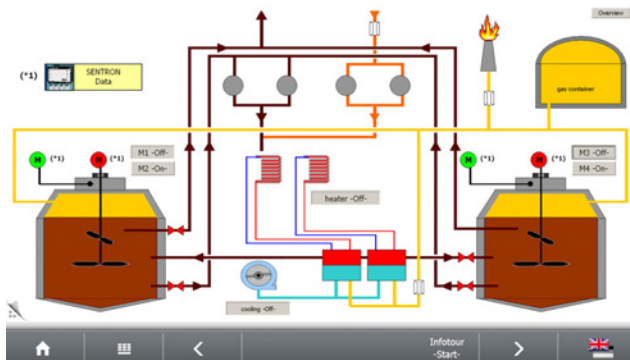 Overview
(*1)
SENTRON
Data
gas container
M (*1) M (*1)
M1 -Off-
M2 -On-
M (*1) M (*1)
M3 -Off-
M4 -On-
heater -Off-
cooling -Off-
Infotour
-Start-